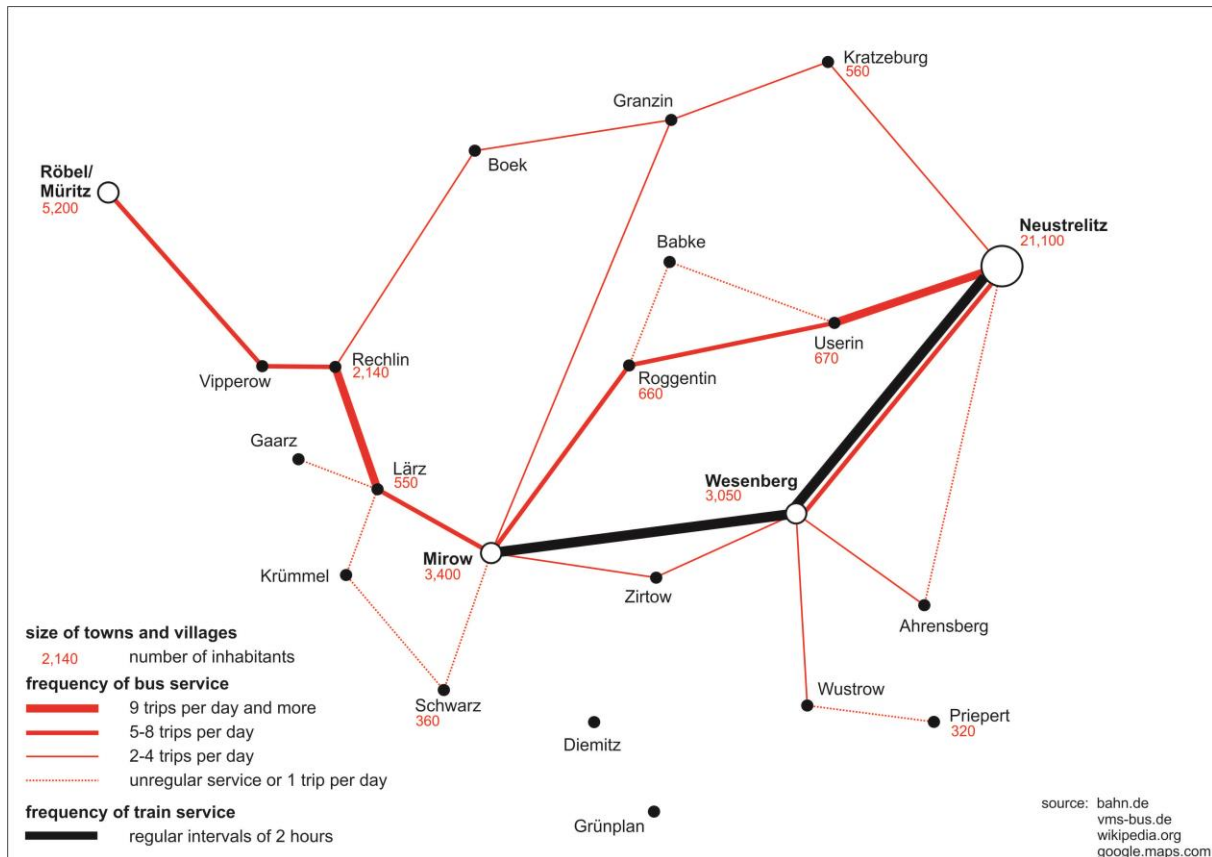 Kratzeburg
560
Granzin
Boek
Röbel/
Müritz
5,200
Neustrelitz
21,100
Babke
Userin
670
Rechlin
2,140
Vipperow
Roggentin
660
Gaarz
Lärz
550
Wesenberg
3,050
Mirow
3,400
Krümmel
Zirtow
Ahrensberg
size of towns and villages
2,140 number of inhabitants
frequency of bus service
9 trips per day and more
5-8 trips per day
2-4 trips per day
unregular service or 1 trip per day
frequency of train service
regular intervals of 2 hours
Schwarz
360
Wustrow
Priepert
320
Diemitz
Grünplan
source: bahn.de
vms-bus.de
wikipedia.org
google.maps.com